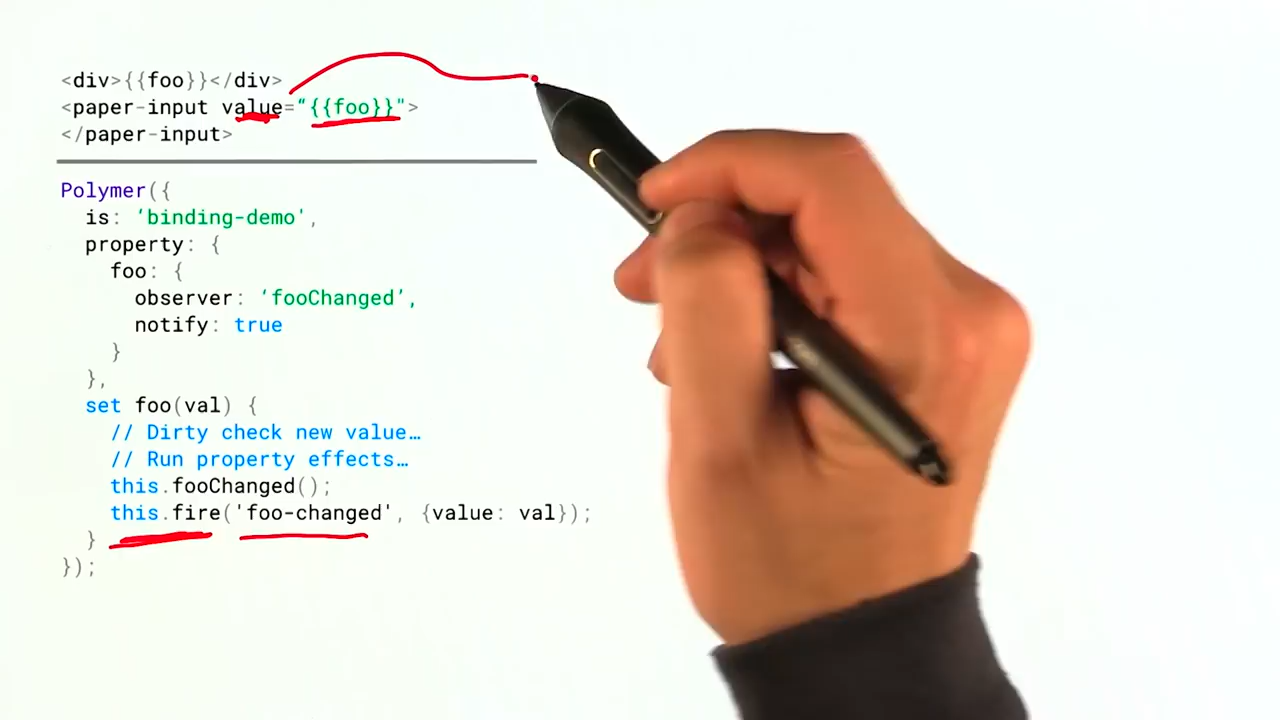 <div>{{foo}}</div>
<paper-input value=“{{foo}}">
</paper-input>
Polymer({
is: ‘binding-demo’,
property: {
foo: {
observer: ‘fooChanged’,
notify: true
}
},
set foo(val) {
// Dirty check new value…
// Run property effects…
this.fooChanged();
this.fire('foo-changed', {value: val});
}
});